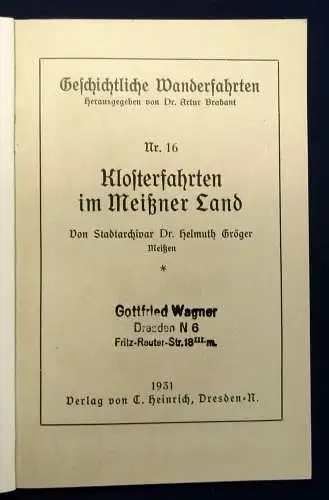 Geschichtliche Wanderfahrten
Herausgegeben von Dr. Artur Brabant
Nr. 16
Klosterfahrten
im Meißner Land
Von Stadtarchivar Dr. Helmuth Gröger
Meißen
*
Gottfried Wagner
Dresden N 6
Fritz-Reuter-Str.18 III m.
1931
Verlag von C. Heinrich, Dresden-N.